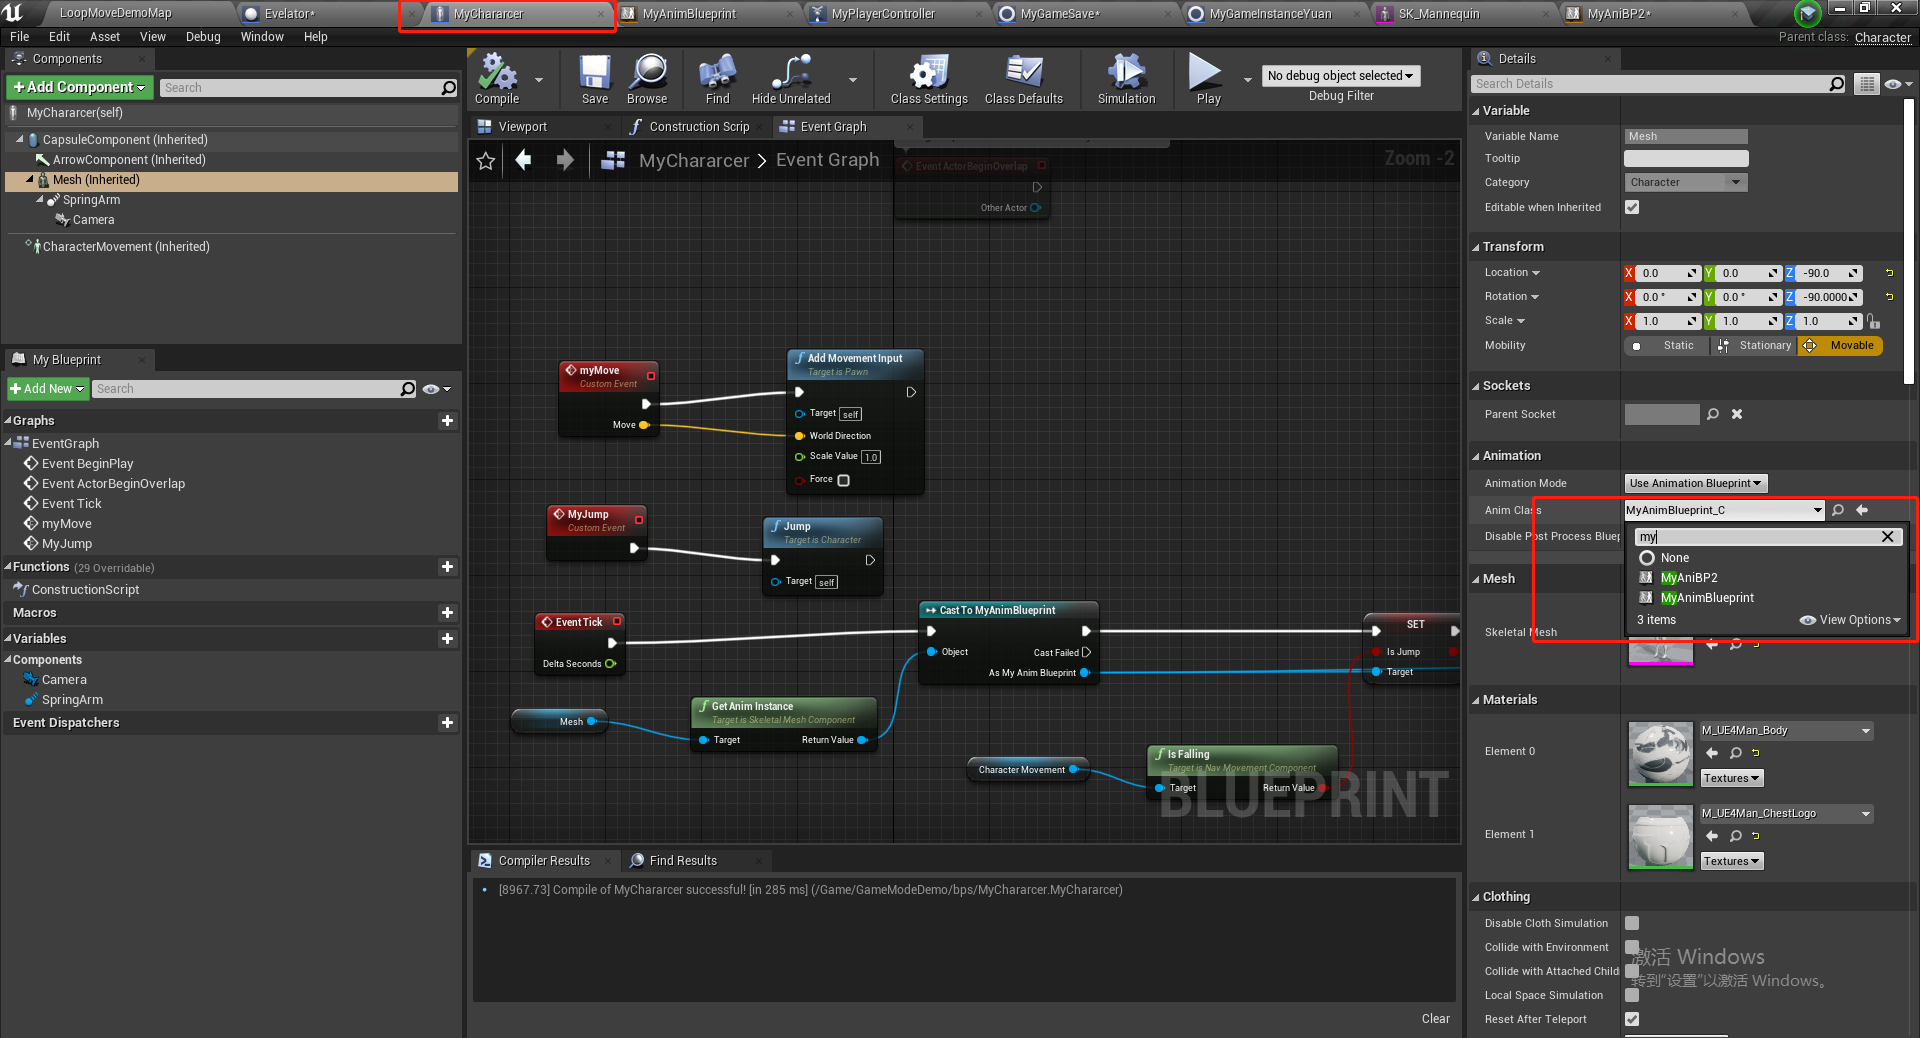 LoopMoveDemoMap
Evelator*
MyChararcer
MyAnimBlueprint
MyPlayerController
MyGameSave*
MyGameInstanceYuan
SK_Mannequin
MyAniBP2*
File Edit Asset View Debug Window Help
Parent class: Character
Components
+Add Component
Search
MyChararcer(self)
CapsuleComponent (Inherited)
ArrowComponent (Inherited)
Mesh (Inherited)
SpringArm
Camera
CharacterMovement (Inherited)
My Blueprint
+Add New
Search
Graphs
EventGraph
Event BeginPlay
Event ActorBeginOverlap
Event Tick
myMove
MyJump
Functions (29 Overridable)
ConstructionScript
Macros
Variables
Components
Camera
SpringArm
Event Dispatchers
Compile
Save
Browse
Find
Hide Unrelated
Class Settings
Class Defaults
Simulation
Play
No debug object selected
Debug Filter
Viewport
Construction Scrip
Event Graph
MyChararcer > Event Graph
Zoom -2
Event ActorBeginOverlap
Other Actor
myMove
Custom Event
Move
Add Movement Input
Target is Pawn
Target self
World Direction
Scale Value 1.0
Force
MyJump
Custom Event
Jump
Target is Character
Target self
Event Tick
Delta Seconds
Cast To MyAnimBlueprint
Object
Cast Failed
As My Anim Blueprint
SET
Is Jump
Target
Mesh
Get Anim Instance
Target is Skeletal Mesh Component
Target
Return Value
Character Movement
Is Falling
Target is Nav Movement Component
Target
Return Value
BLUEPRINT
Compiler Results
Find Results
[8967.73] Compile of MyChararcer successful! [in 285 ms] (/Game/GameModeDemo/bps/MyChararcer.MyChararcer)
Clear
Details
Search Details
Variable
Variable Name Mesh
Tooltip
Category Character
Editable when Inherited
Transform
Location X 0.0 Y 0.0 Z -90.0
Rotation X 0.0 ° Y 0.0 ° Z -90.0000
Scale X 1.0 Y 1.0 Z 1.0
Mobility Static Stationary Movable
Sockets
Parent Socket
Animation
Animation Mode Use Animation Blueprint
Anim Class MyAnimBlueprint_C
Disable Post Process Bluep
my
None
MyAniBP2
MyAnimBlueprint
3 items
View Options
Mesh
Skeletal Mesh
Materials
Element 0
M_UE4Man_Body
Textures
Element 1
M_UE4Man_ChestLogo
Textures
Clothing
Disable Cloth Simulation
Collide with Environment
Collide with Attached Child
Local Space Simulation
Reset After Teleport
激活 Windows
转到"设置"以激活 Windows。